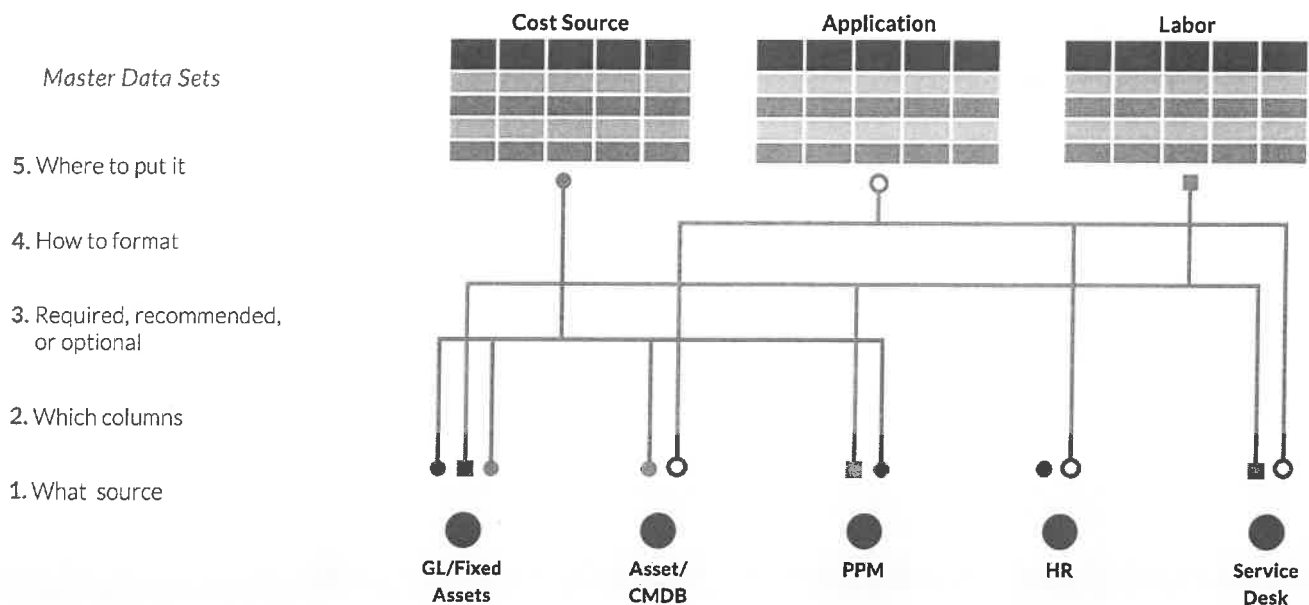 Cost Source
Application
Labor
Master Data Sets
5. Where to put it
4. How to format
3. Required, recommended,
or optional
2. Which columns
1. What source
GL/Fixed
Assets
Asset/
CMDB
PPM
HR
Service
Desk